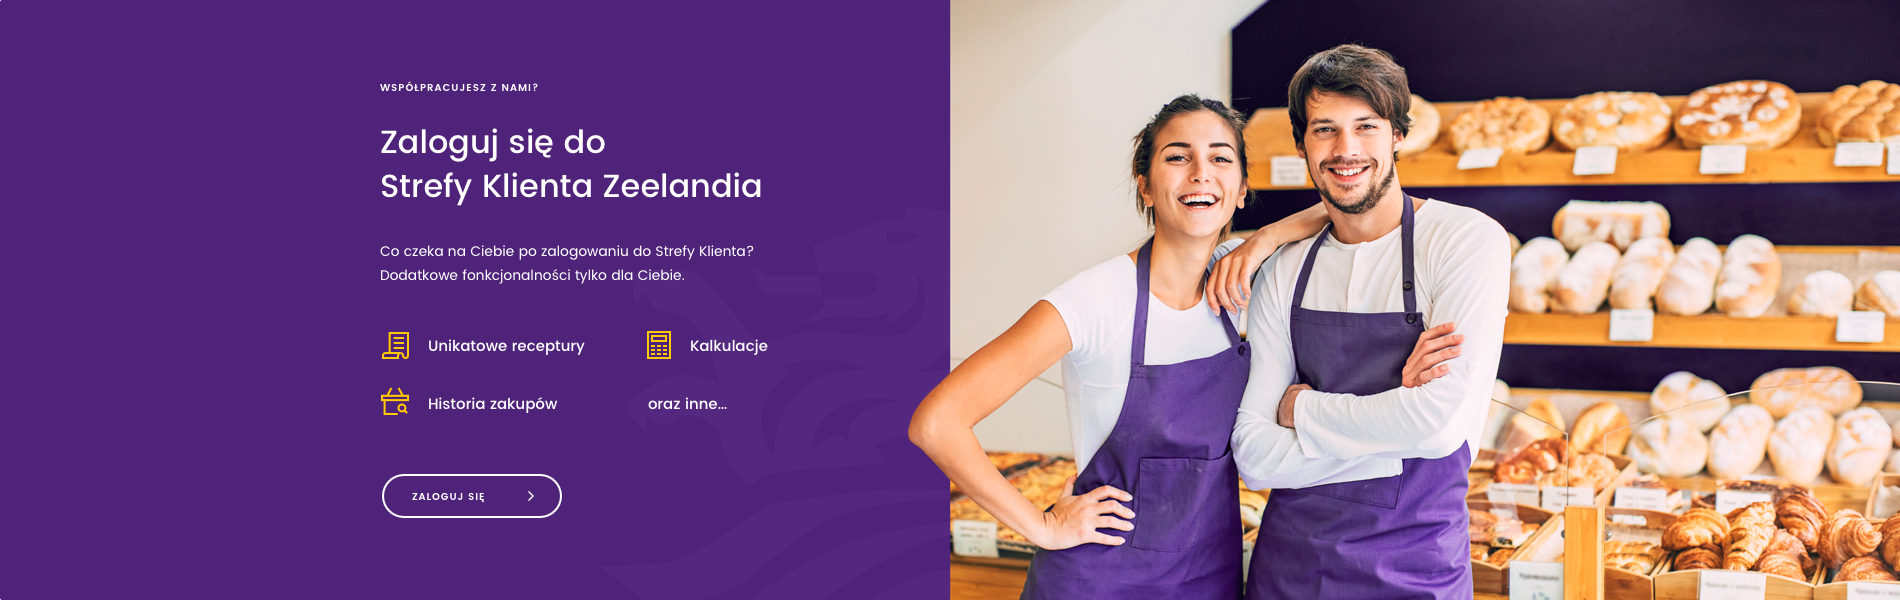 WSPÓŁPRACUJESZ Z NAMI?
Zaloguj się do
Strefy Klienta Zeelandia
Co czeka na Ciebie po zalogowaniu do Strefy Klienta?
Dodatkowe fonkcjonalności tylko dla Ciebie.
Unikatowe receptury
Kalkulacje
Historia zakupów
oraz inne...
ZALOGUJ SIĘ